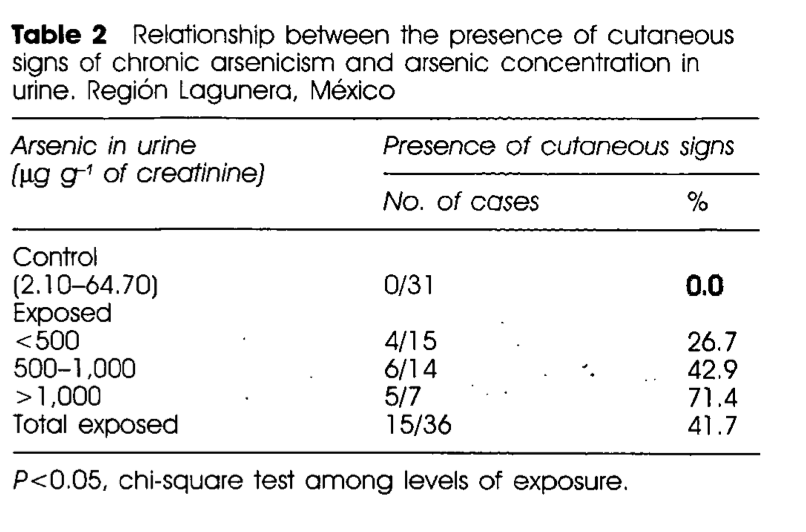 Table 2 Relationship between the presence of cutaneous
signs of chronic arsenicism and arsenic concentration in
urine. Región Lagunera, México
Arsenic in urine Presence of cutaneous signs
(µg g⁻¹ of creatinine)
No. of cases %
Control
(2.10–64.70) 0/31 0.0
Exposed
<500 4/15 26.7
500–1,000 6/14 42.9
>1,000 5/7 71.4
Total exposed 15/36 41.7
P<0.05, chi-square test among levels of exposure.